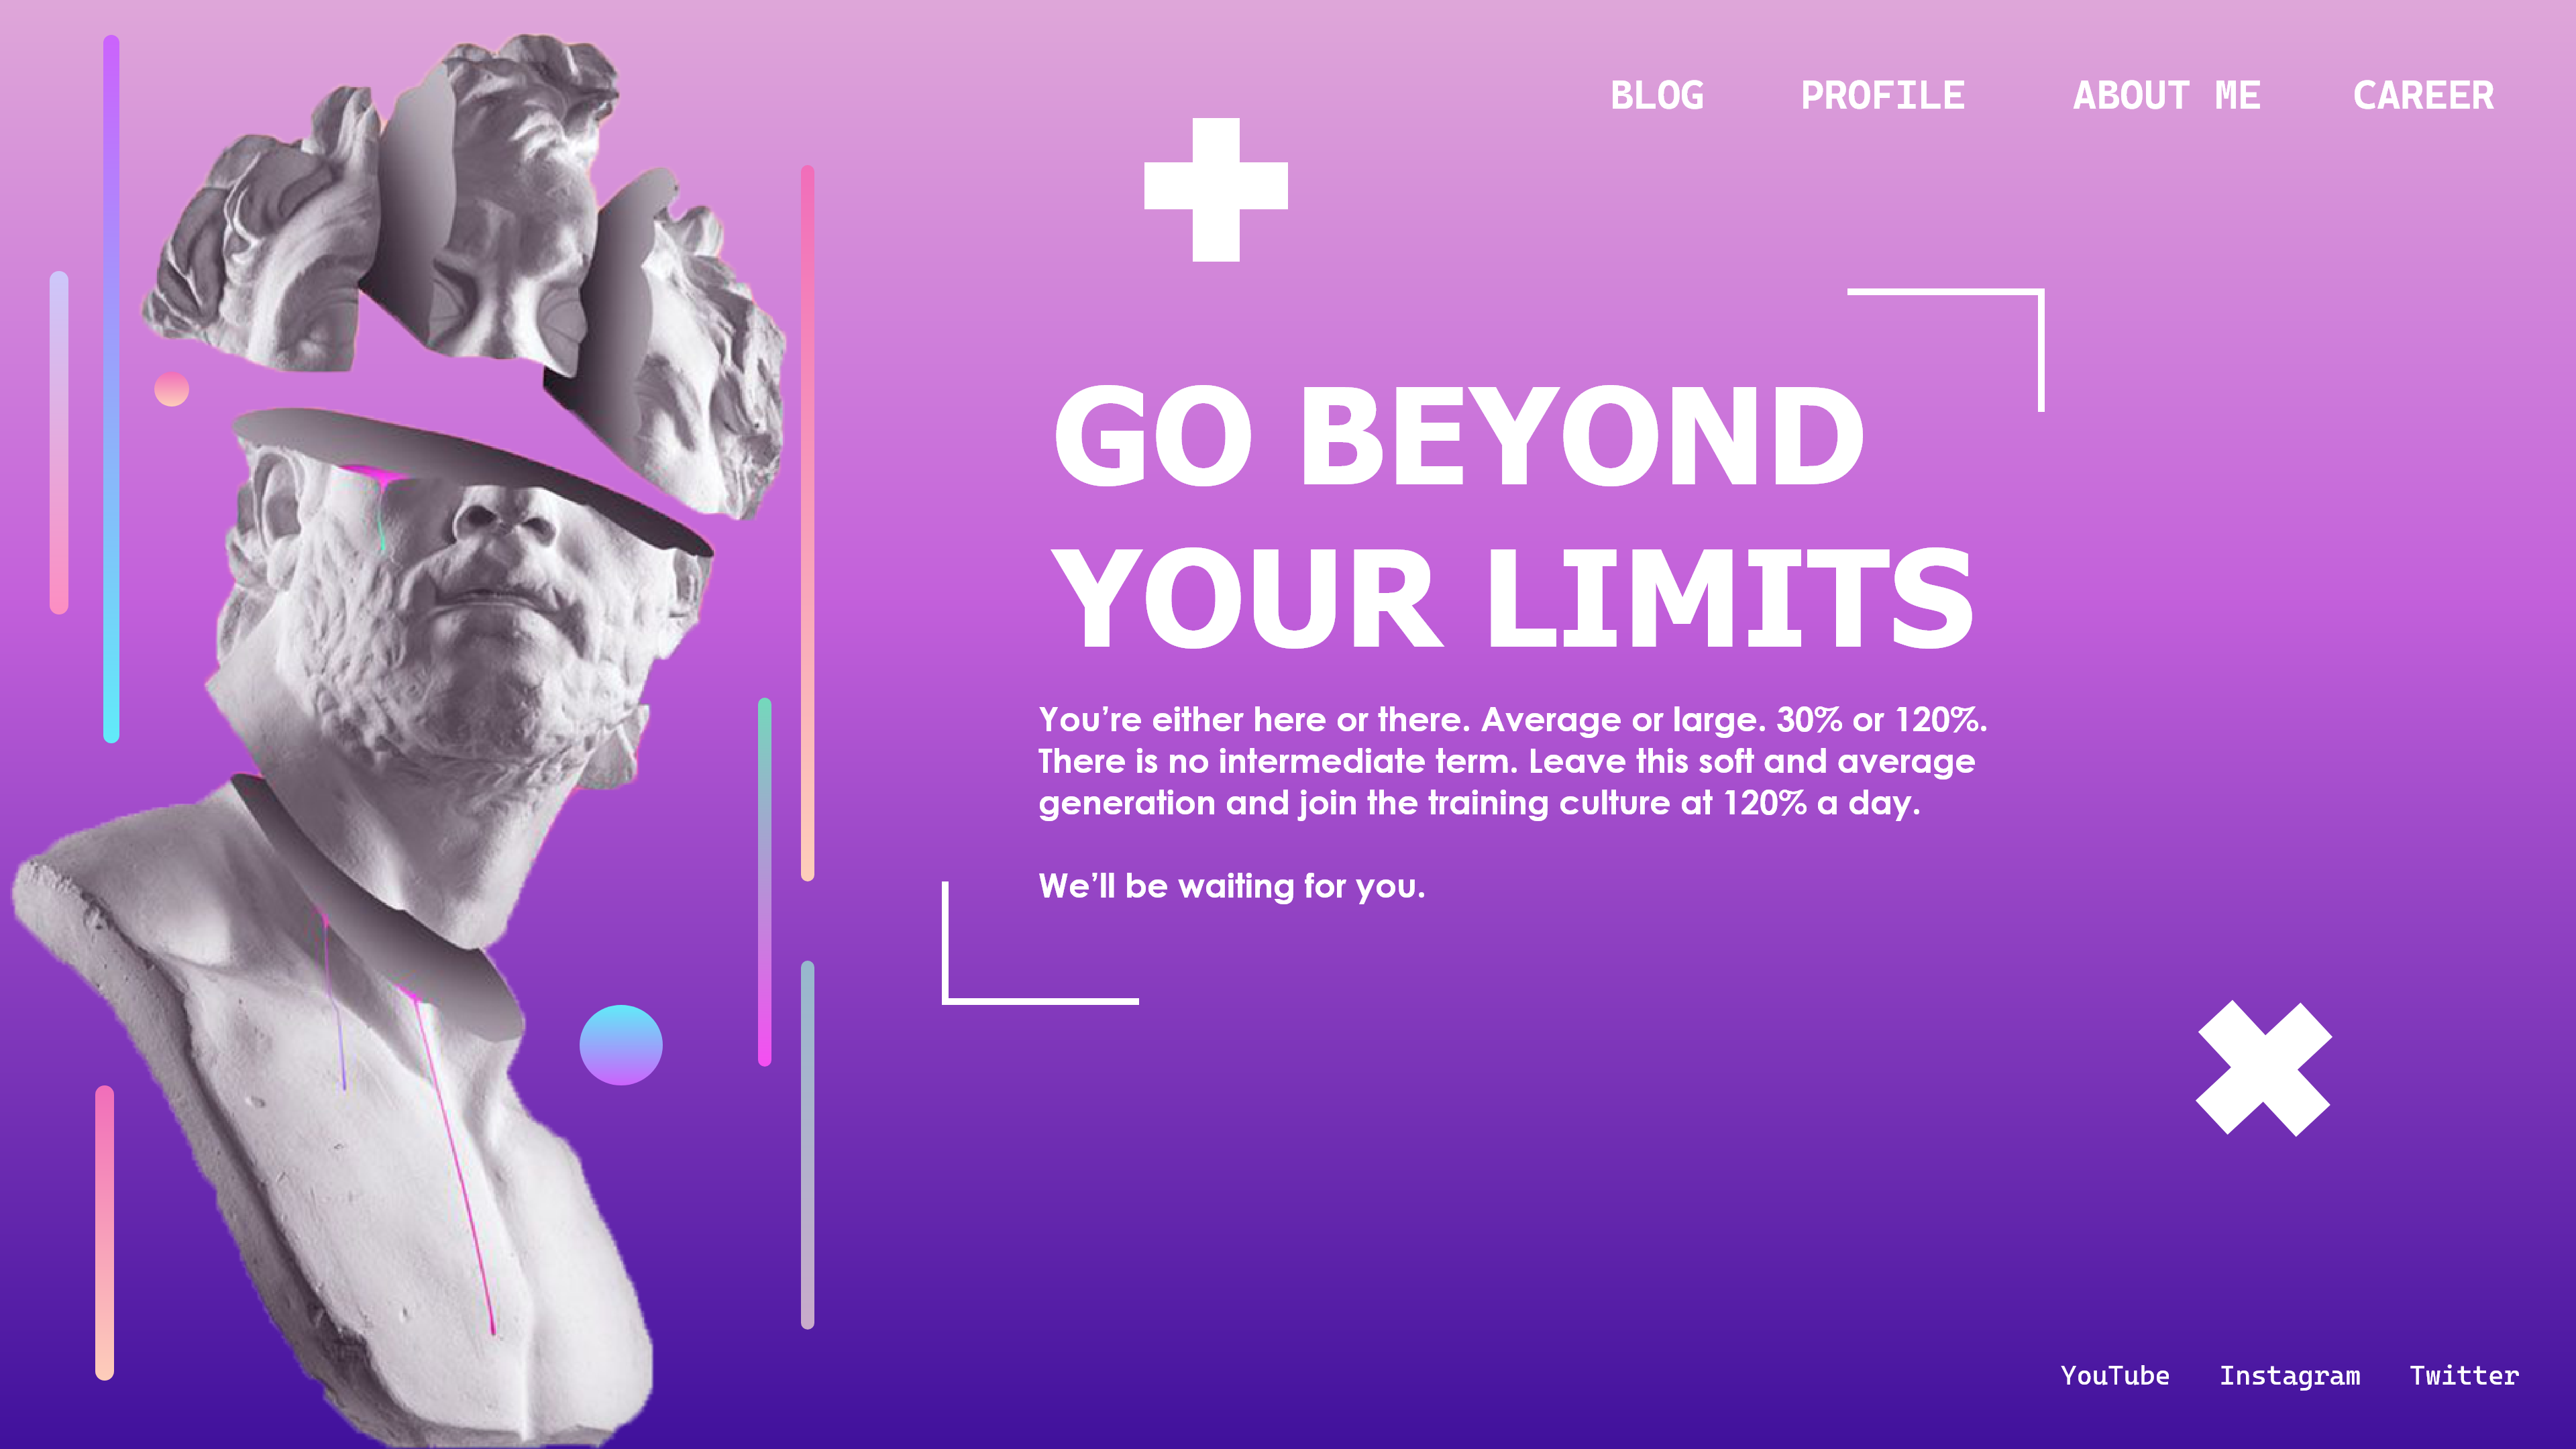 BLOG PROFILE ABOUT ME CAREER
GO BEYOND
YOUR LIMITS
You’re either here or there. Average or large. 30% or 120%.
There is no intermediate term. Leave this soft and average
generation and join the training culture at 120% a day.
We’ll be waiting for you.
YouTube Instagram Twitter